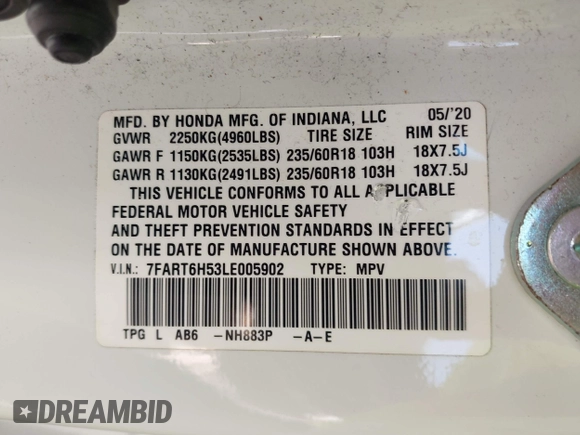 MFD. BY HONDA MFG. OF INDIANA, LLC 05/'20
GVWR 2250KG(4960LBS) TIRE SIZE RIM SIZE
GAWR F 1150KG(2535LBS) 235/60R18 103H 18X7.5J
GAWR R 1130KG(2491LBS) 235/60R18 103H 18X7.5J
THIS VEHICLE CONFORMS TO ALL APPLICABLE
FEDERAL MOTOR VEHICLE SAFETY
AND THEFT PREVENTION STANDARDS IN EFFECT
ON THE DATE OF MANUFACTURE SHOWN ABOVE.
V.I.N.: 7FART6H53LE005902 TYPE: MPV
TPG L AB6 -NH883P -A-E
DREAMBID